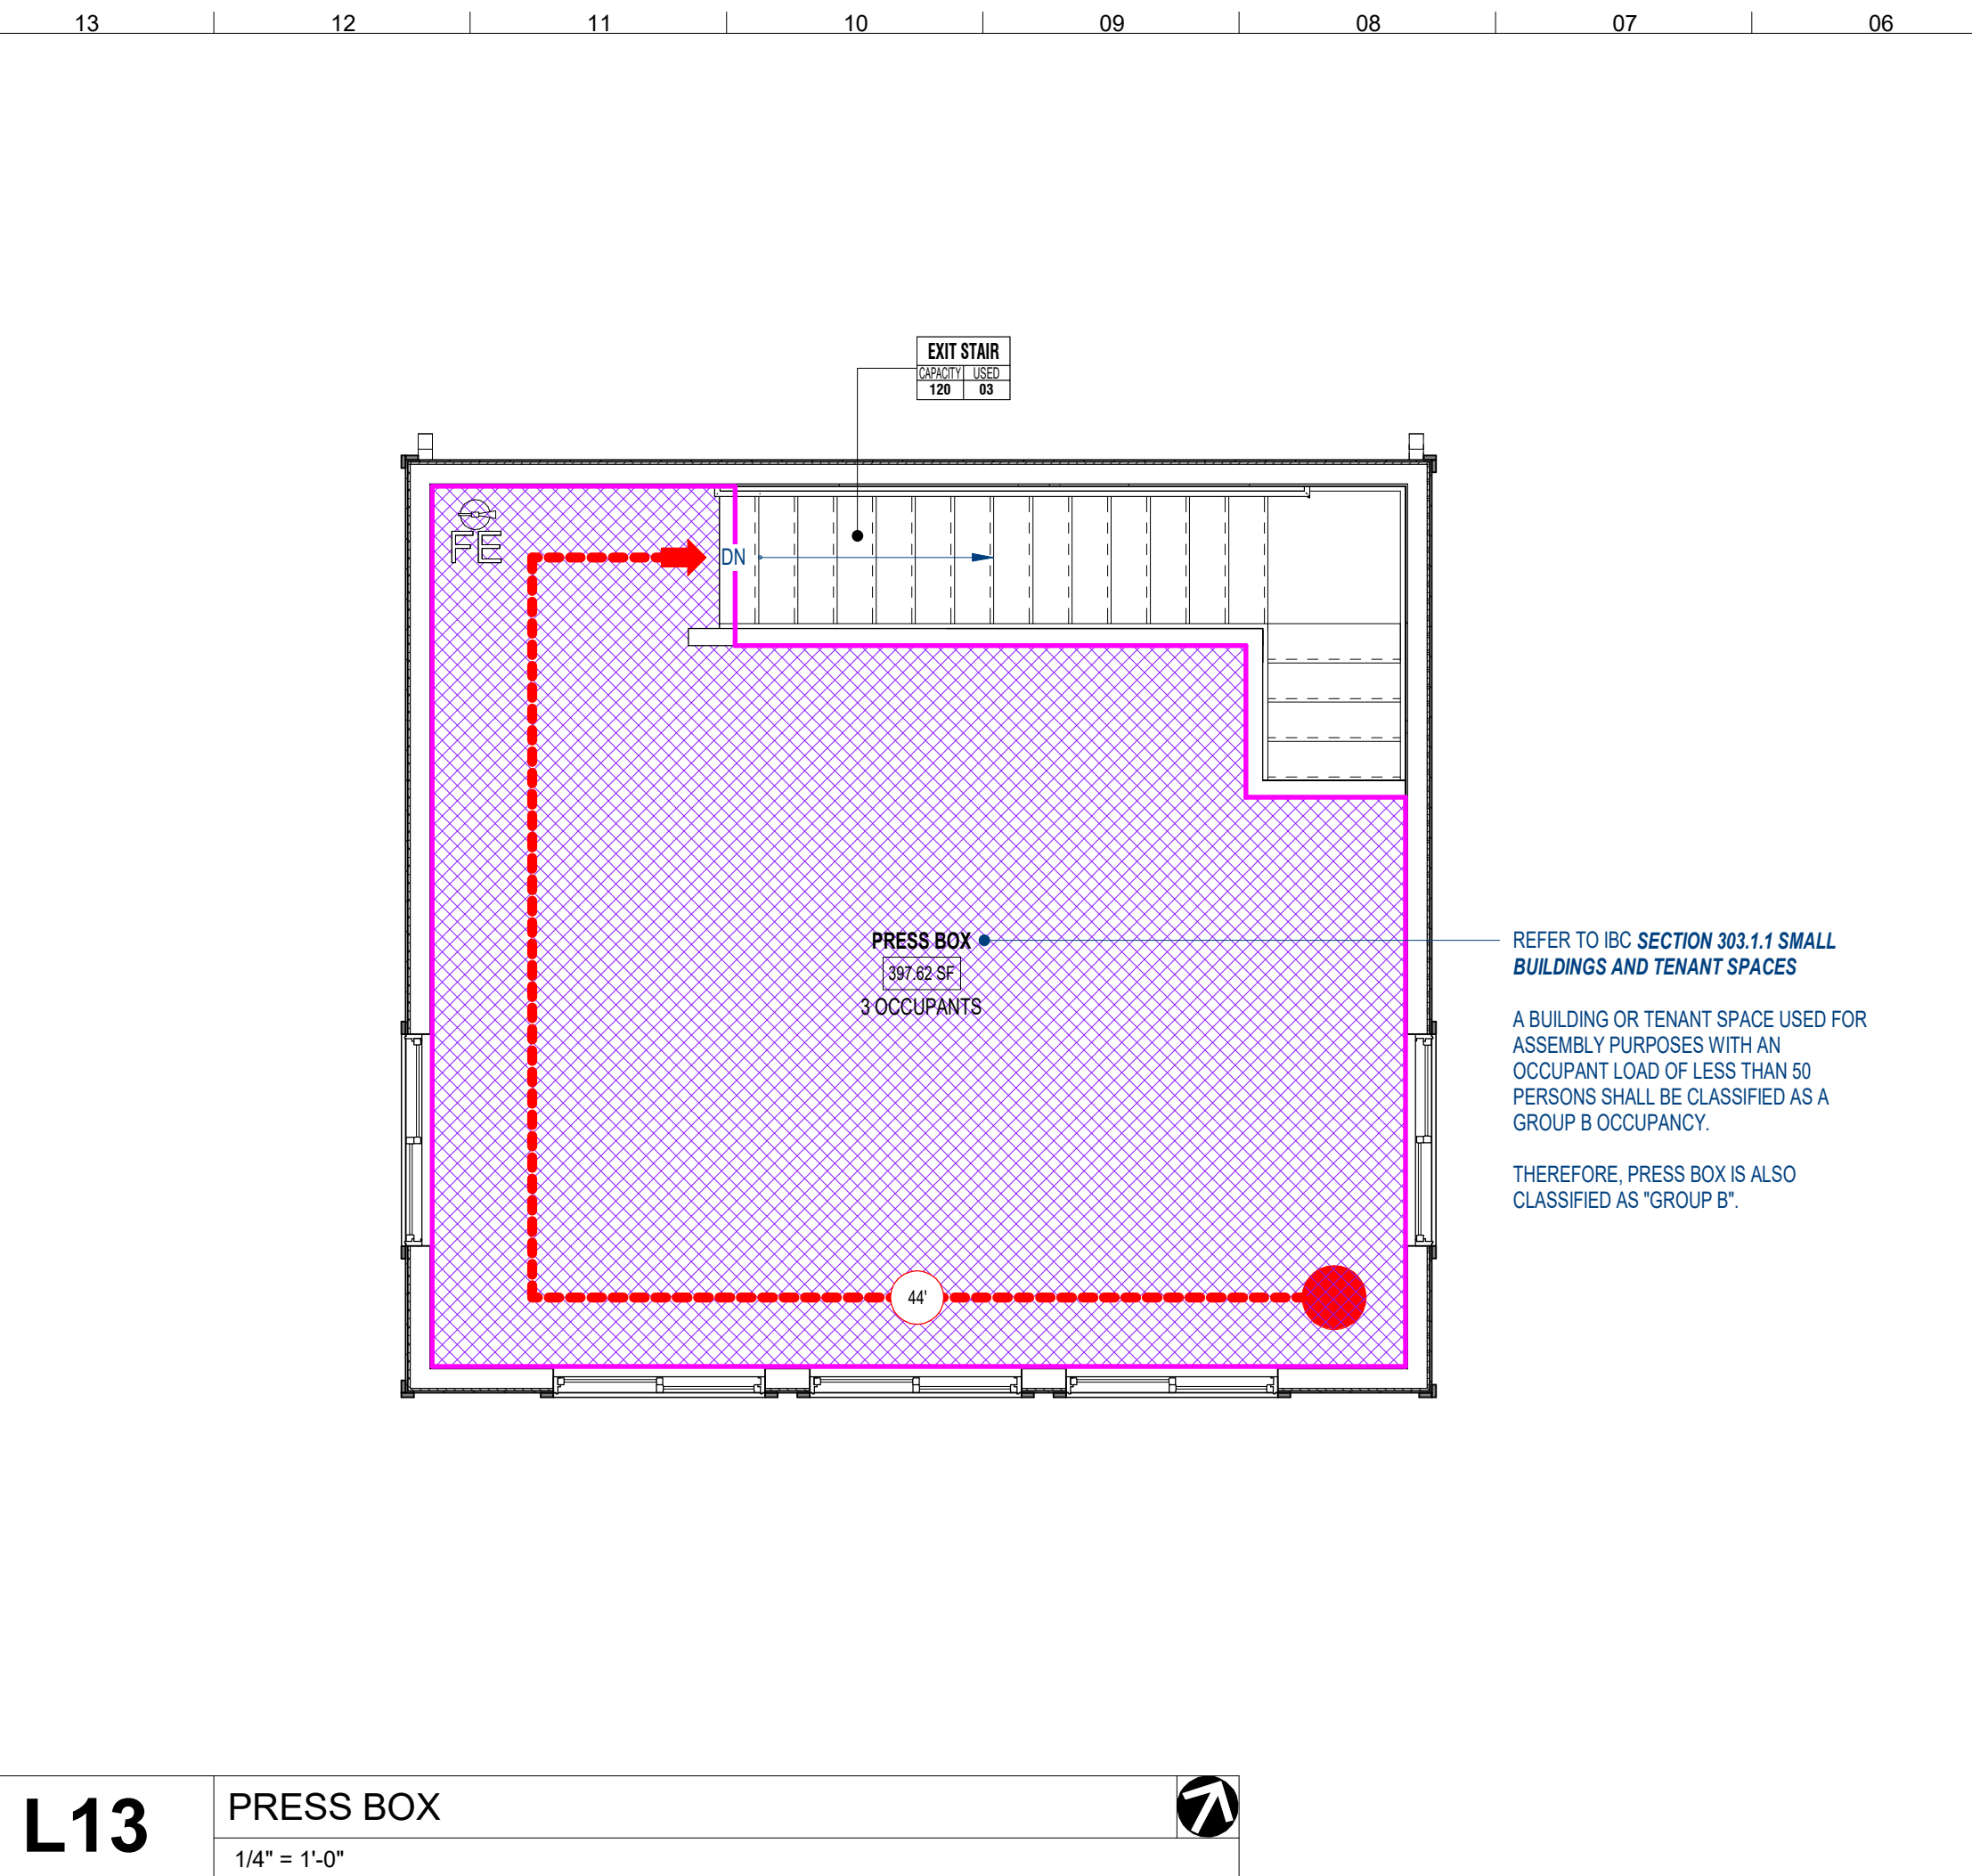 13 12 11 10 09 08 07 06
EXIT STAIR
CAPACITY USED
120 03
FE
DN
PRESS BOX
397.62 SF
3 OCCUPANTS
REFER TO IBC SECTION 303.1.1 SMALL
BUILDINGS AND TENANT SPACES
A BUILDING OR TENANT SPACE USED FOR
ASSEMBLY PURPOSES WITH AN
OCCUPANT LOAD OF LESS THAN 50
PERSONS SHALL BE CLASSIFIED AS A
GROUP B OCCUPANCY.
THEREFORE, PRESS BOX IS ALSO
CLASSIFIED AS "GROUP B".
44'
L13
PRESS BOX
1/4" = 1'-0"